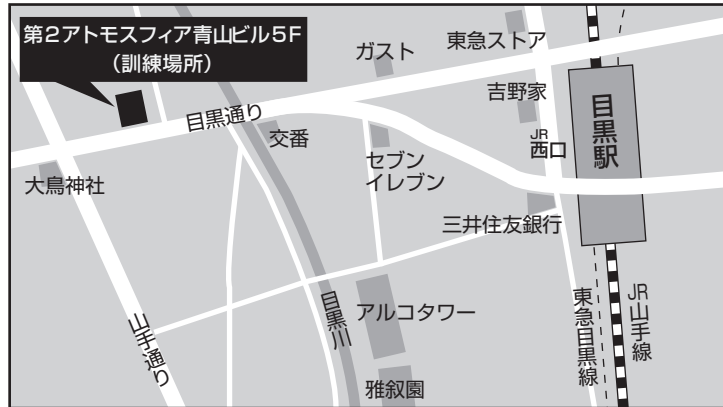 第2アトモスフィア青山ビル5F
(訓練場所)
ガスト
東急ストア
吉野家
目黒駅
JR
西口
目黒通り
交番
セブン
イレブン
大鳥神社
三井住友銀行
山手通り
目黒川
アルコタワー
雅叙園
東急目黒線
JR山手線